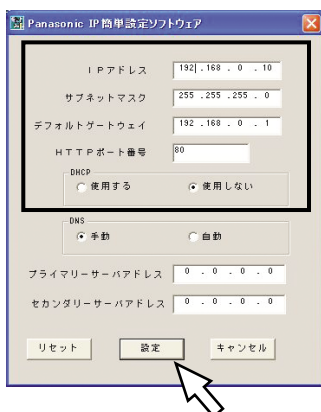 Panasonic IP簡単設定ソフトウェア
IPアドレス 192.168.0.10
サブネットマスク 255.255.255.0
デフォルトゲートウェイ 192.168.0.1
HTTPポート番号 80
DHCP
使用する 使用しない
DNS
手動 自動
プライマリーサーバアドレス 0.0.0.0
セカンダリーサーバアドレス 0.0.0.0
リセット 設定 キャンセル